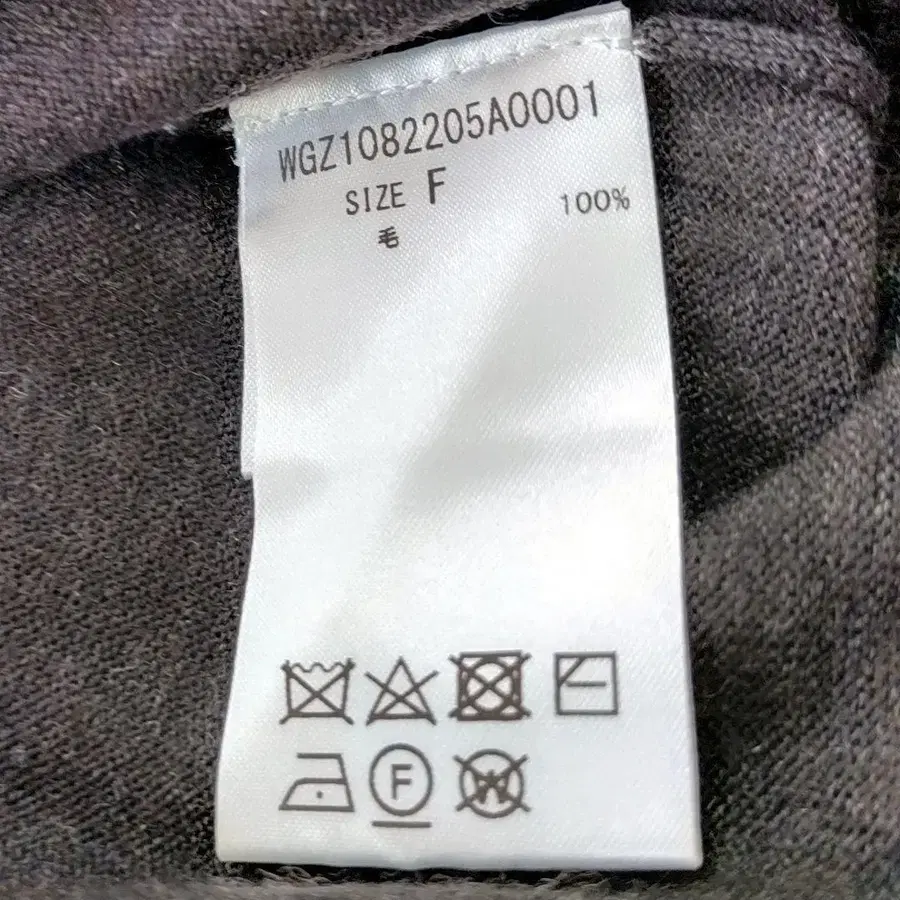 WGZ1082205A0001
SIZE F
毛 100%
F
W